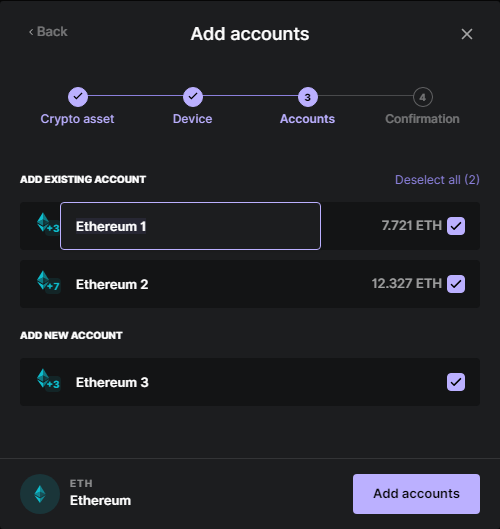 ‹ Back
Add accounts
3
4
Crypto asset
Device
Accounts
Confirmation
ADD EXISTING ACCOUNT
Deselect all (2)
+3
Ethereum 1
7.721 ETH
+7
Ethereum 2
12.327 ETH
ADD NEW ACCOUNT
+3
Ethereum 3
ETH
Ethereum
Add accounts